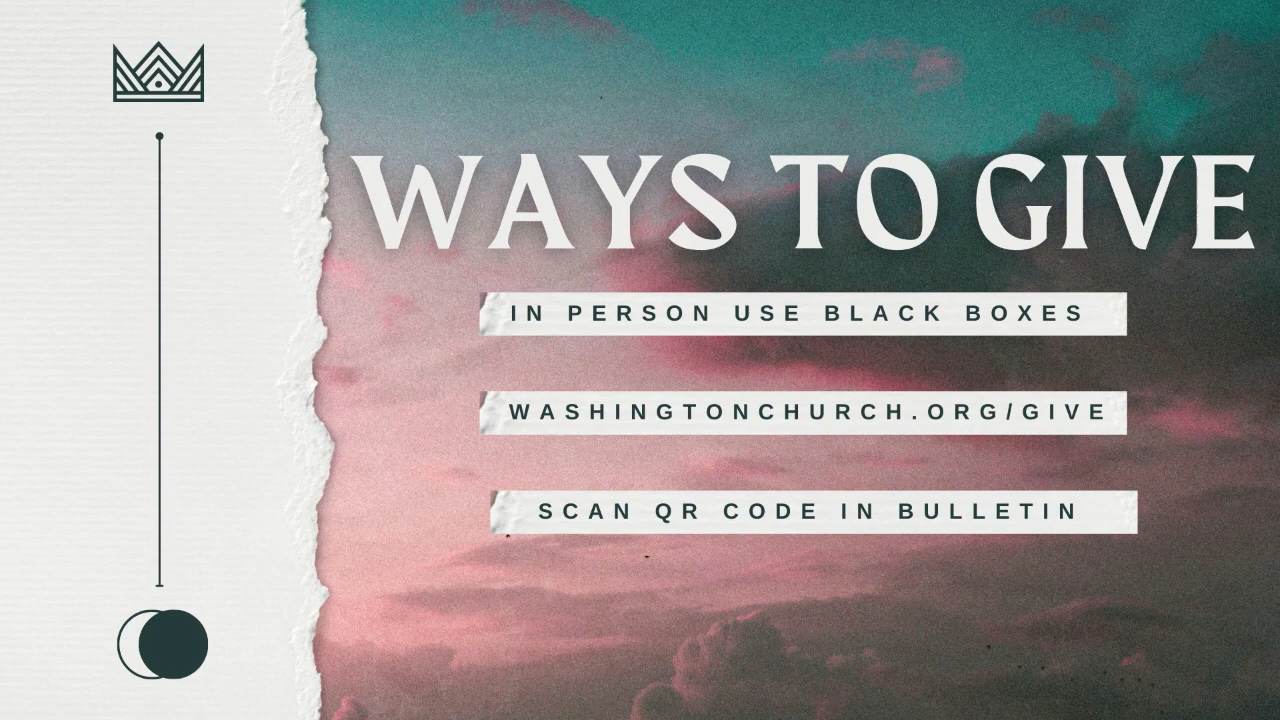 WAYS TO GIVE
IN PERSON USE BLACK BOXES
WASHINGTONCHURCH.ORG/GIVE
SCAN QR CODE IN BULLETIN